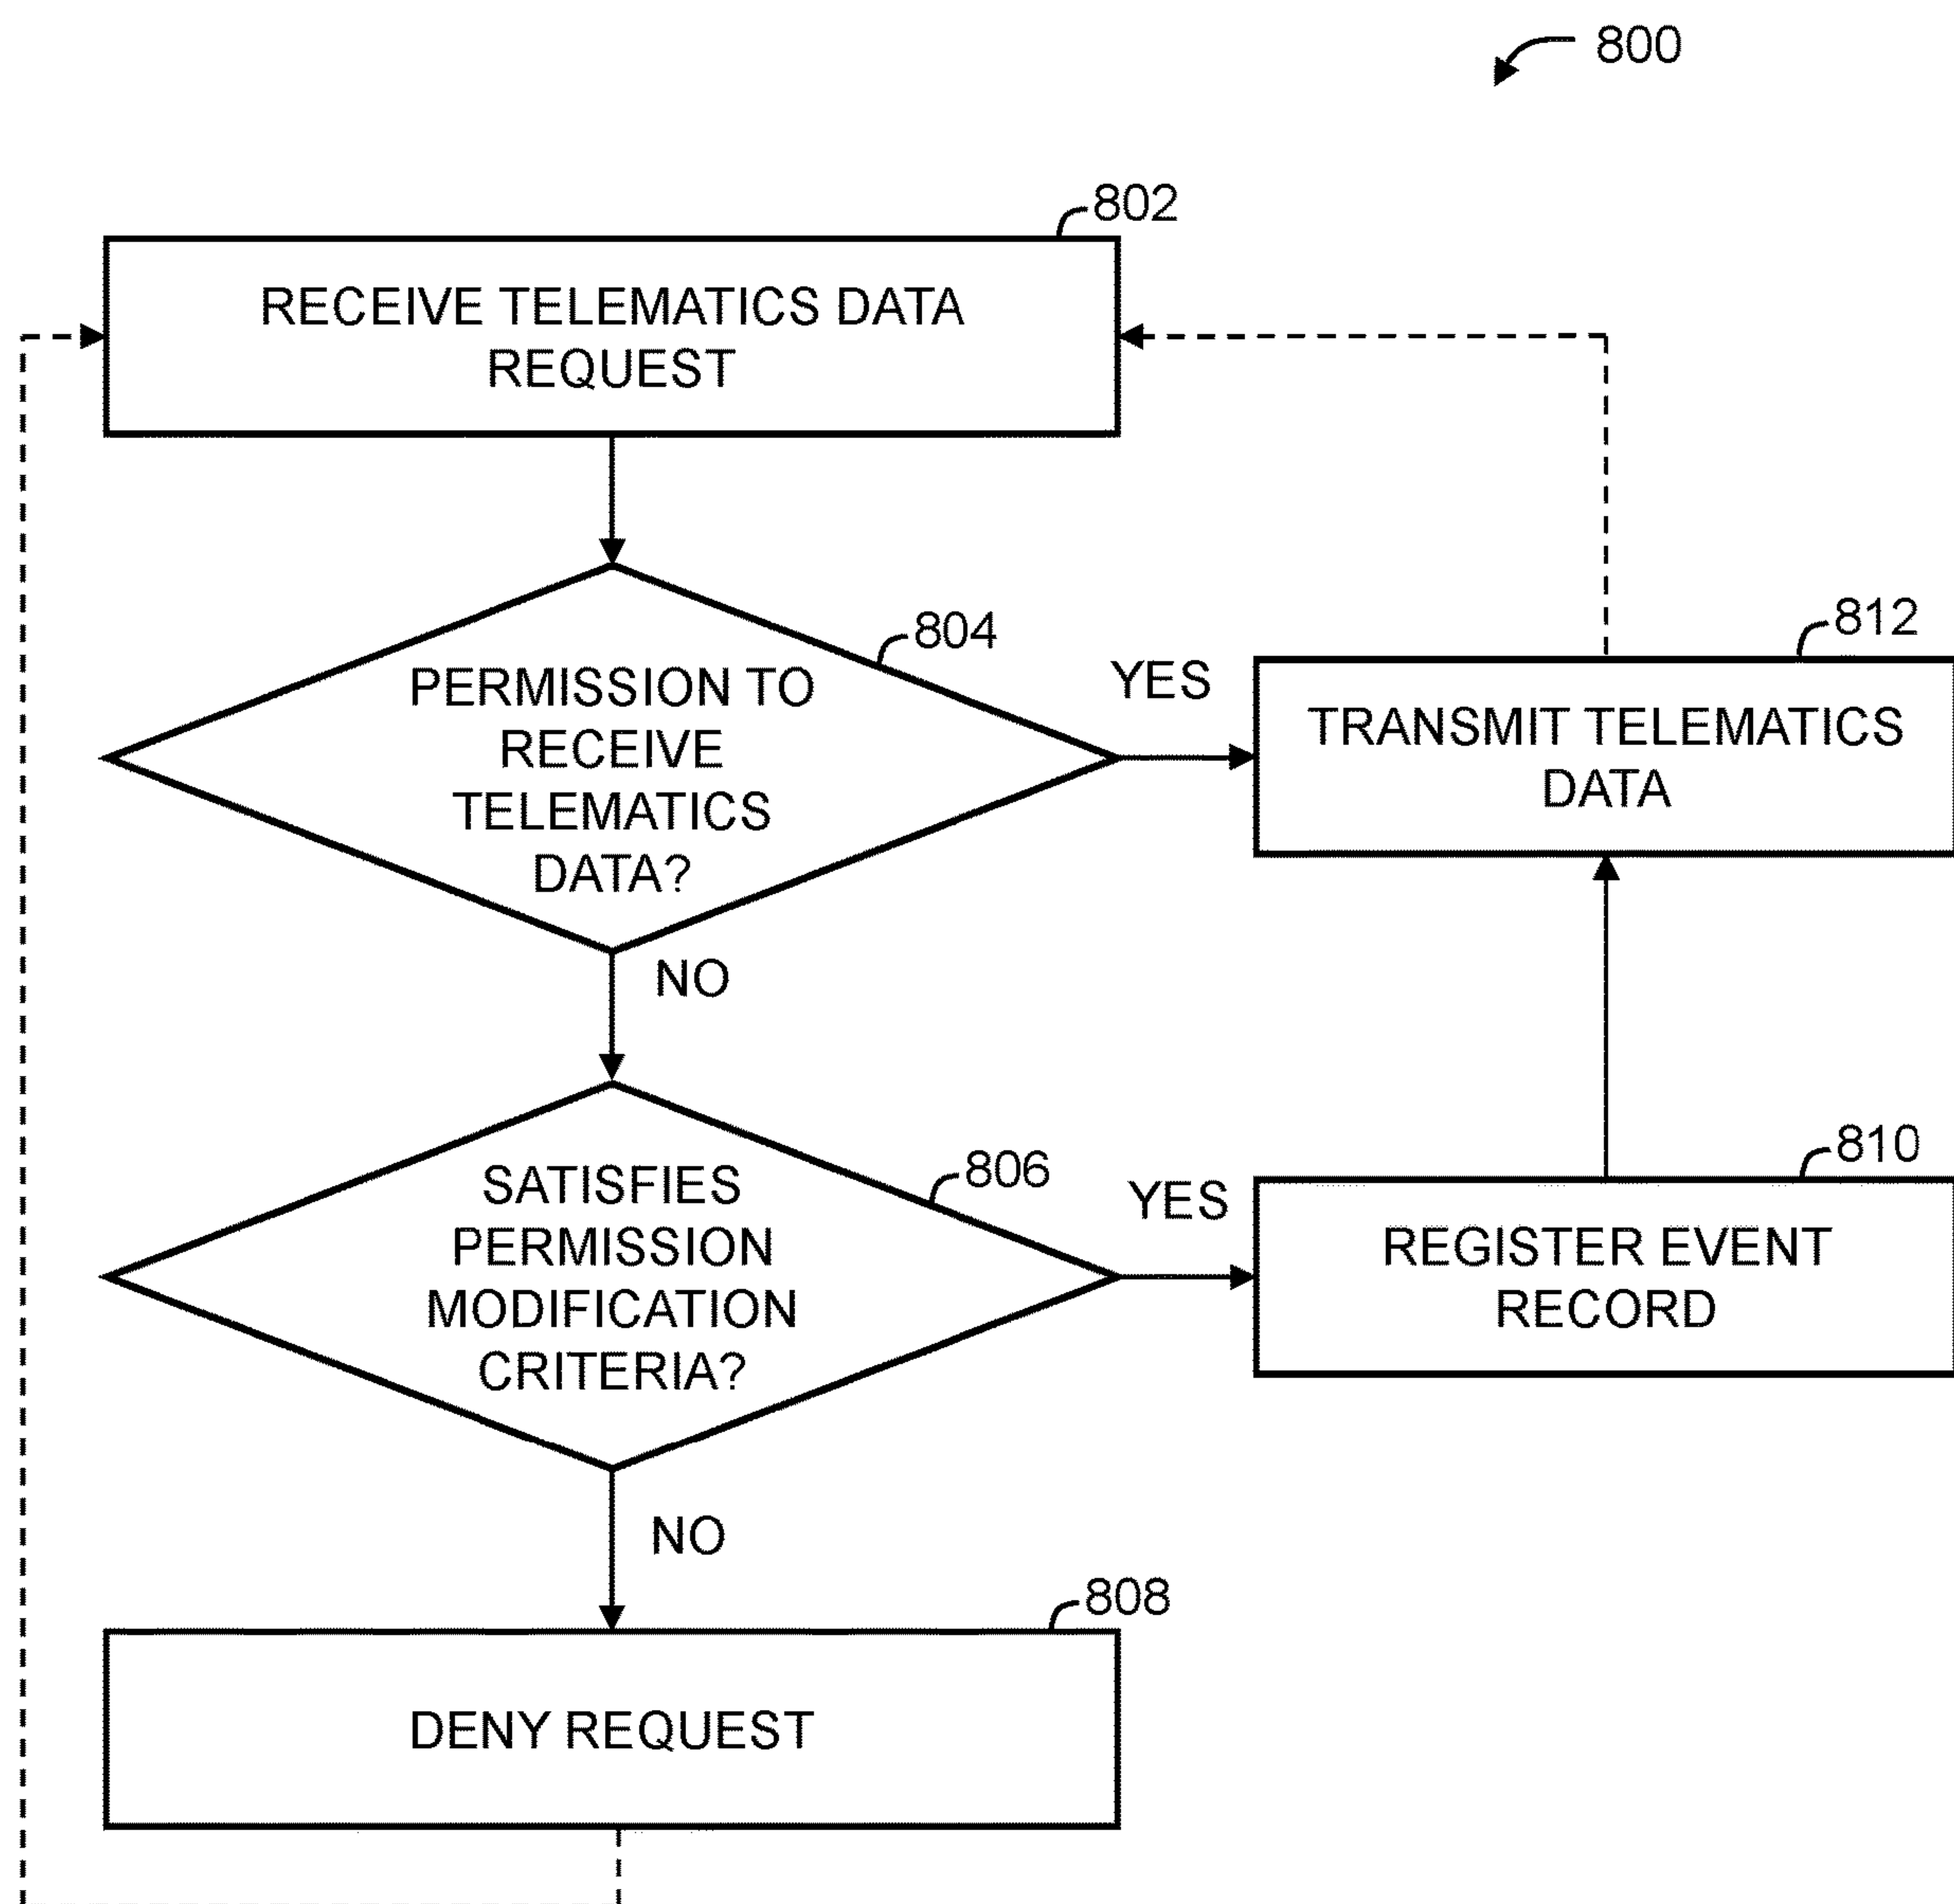 800
802
RECEIVE TELEMATICS DATA
REQUEST
804
PERMISSION TO
RECEIVE
TELEMATICS
DATA?
YES
812
TRANSMIT TELEMATICS
DATA
NO
806
SATISFIES
PERMISSION
MODIFICATION
CRITERIA?
YES
810
REGISTER EVENT
RECORD
NO
808
DENY REQUEST